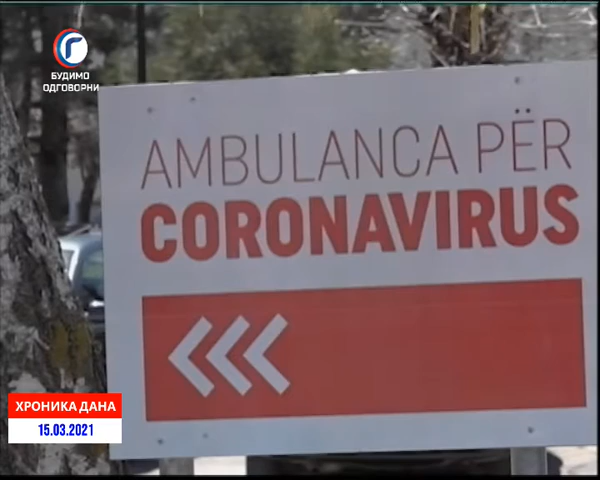 БУДИМО
ОДГОВОРНИ
AMBULANCA PËR
CORONAVIRUS
ХРОНИКА ДАНА
15.03.2021